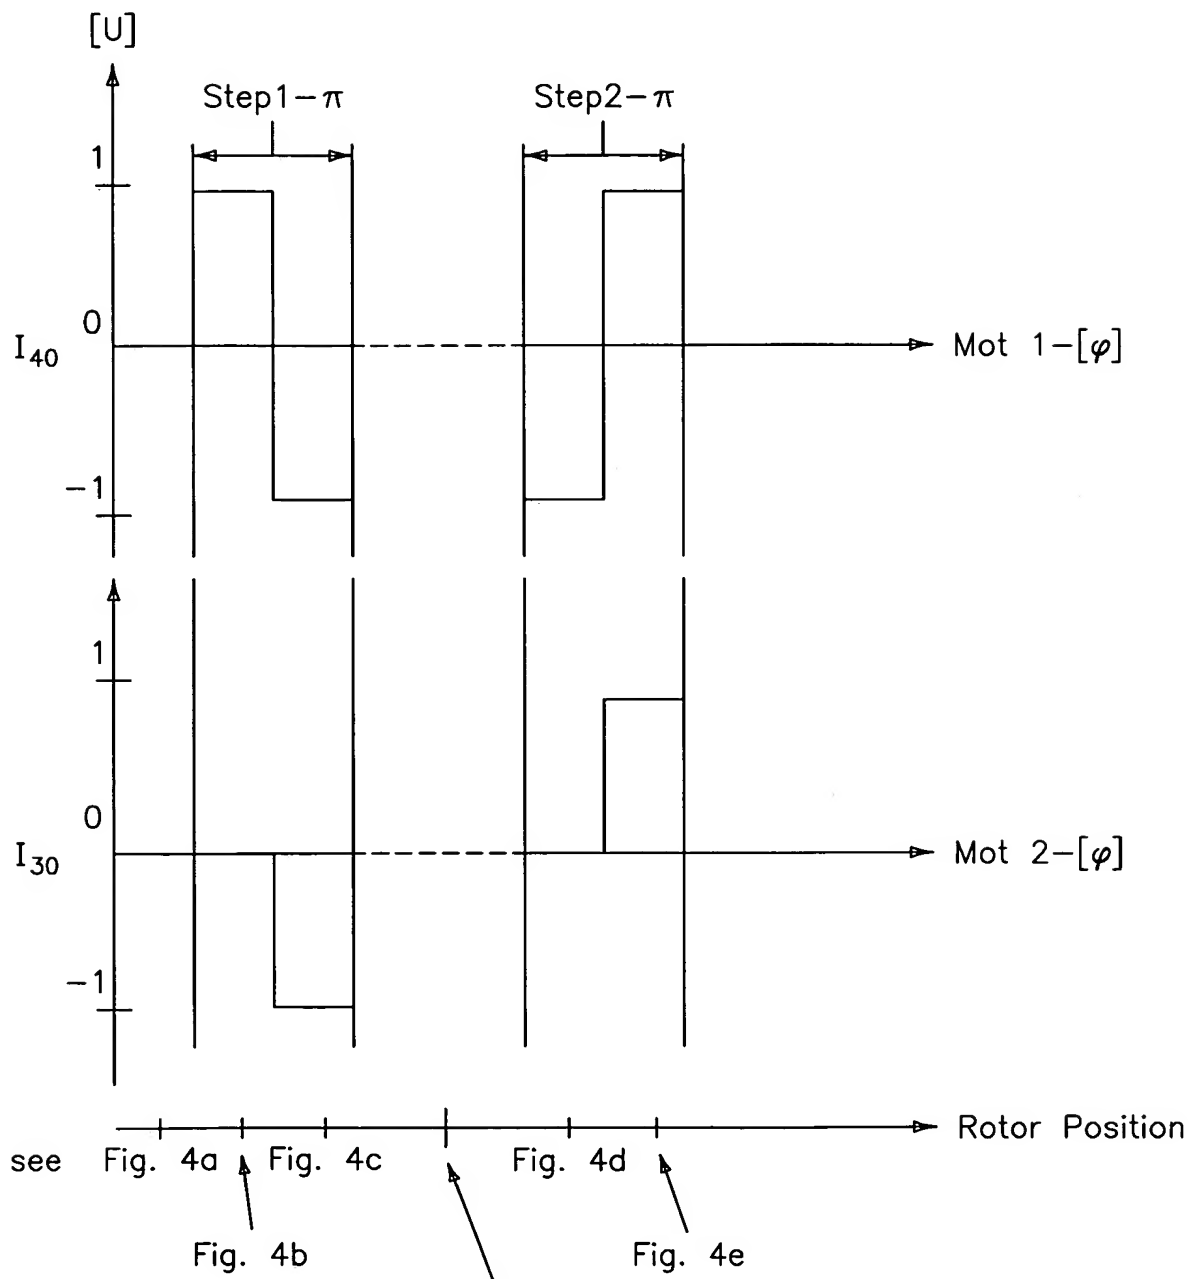 [U]
Step1-π
Step2-π
1
0
I40
Mot 1-[φ]
-1
1
0
I30
Mot 2-[φ]
-1
Rotor Position
see Fig. 4a Fig. 4c Fig. 4d
Fig. 4b Fig. 4e